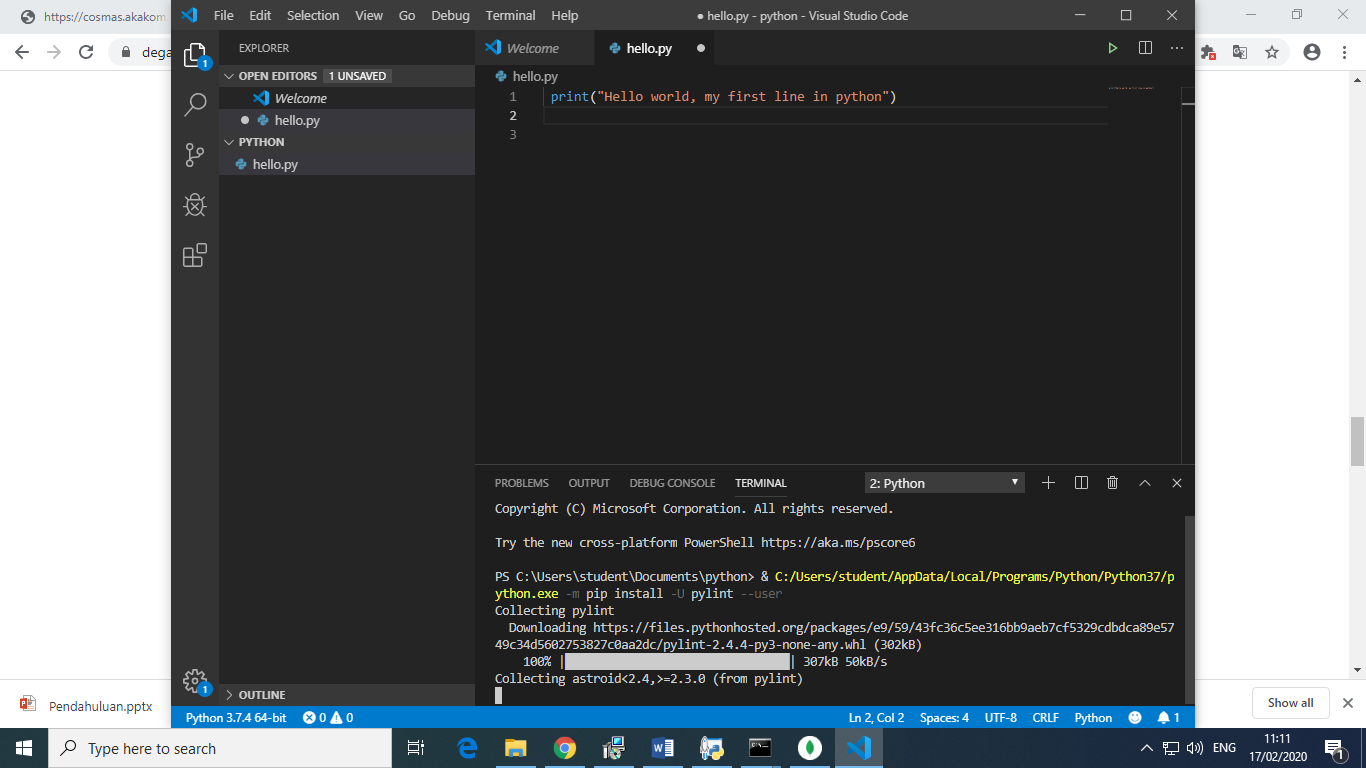 https://cosmas.akakom
File Edit Selection View Go Debug Terminal Help
● hello.py - python - Visual Studio Code
dega
EXPLORER
OPEN EDITORS 1 UNSAVED
Welcome
hello.py
PYTHON
hello.py
OUTLINE
Welcome
hello.py
hello.py
1 print("Hello world, my first line in python")
2
3
PROBLEMS OUTPUT DEBUG CONSOLE TERMINAL
2: Python
Copyright (C) Microsoft Corporation. All rights reserved.
Try the new cross-platform PowerShell https://aka.ms/pscore6
PS C:\Users\student\Documents\python> & C:/Users/student/AppData/Local/Programs/Python/Python37/p
ython.exe -m pip install -U pylint --user
Collecting pylint
Downloading https://files.pythonhosted.org/packages/e9/59/43fc36c5ee316bb9aeb7cf5329cdbdca89e57
49c34d5602753827c0aa2dc/pylint-2.4.4-py3-none-any.whl (302kB)
100% |████████████████████████████████| 307kB 50kB/s
Collecting astroid<2.4,>=2.3.0 (from pylint)
1
1
Python 3.7.4 64-bit 0 0 Ln 2, Col 2 Spaces: 4 UTF-8 CRLF Python 1
Pendahuluan.pptx
Show all
Type here to search
ENG
11:11
17/02/2020
1